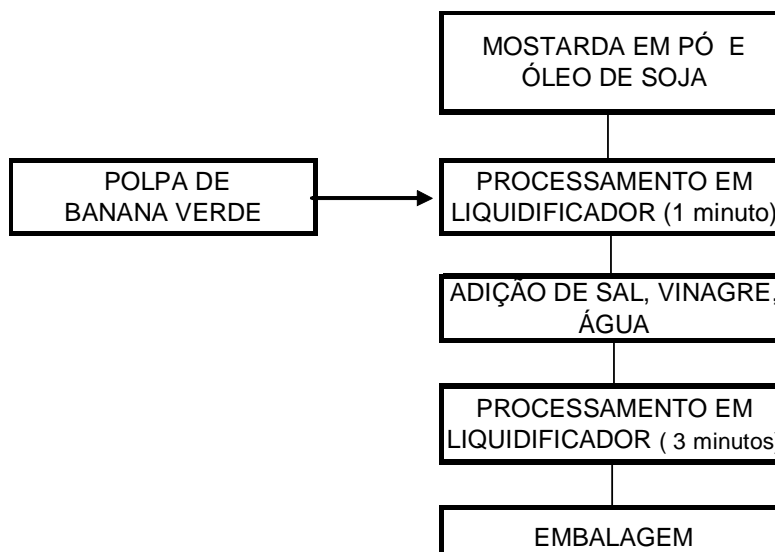 MOSTARDA EM PÓ E
ÓLEO DE SOJA
POLPA DE
BANANA VERDE
PROCESSAMENTO EM
LIQUIDIFICADOR (1 minuto)
ADIÇÃO DE SAL, VINAGRE,
ÁGUA
PROCESSAMENTO EM
LIQUIDIFICADOR ( 3 minutos)
EMBALAGEM